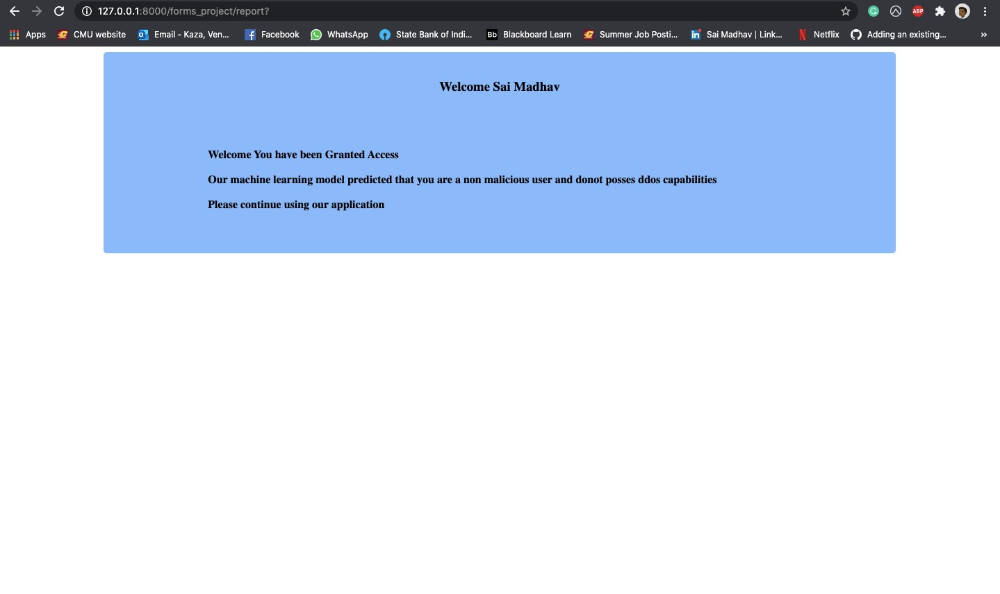 127.0.0.1:8000/forms_project/report?
ABP
Apps CMU website Email - Kaza, Ven... Facebook WhatsApp State Bank of Indi... Bb Blackboard Learn Summer Job Posti... in Sai Madhav | Link... Netflix Adding an existing... »
Welcome Sai Madhav
Welcome You have been Granted Access
Our machine learning model predicted that you are a non malicious user and donot posses ddos capabilities
Please continue using our application